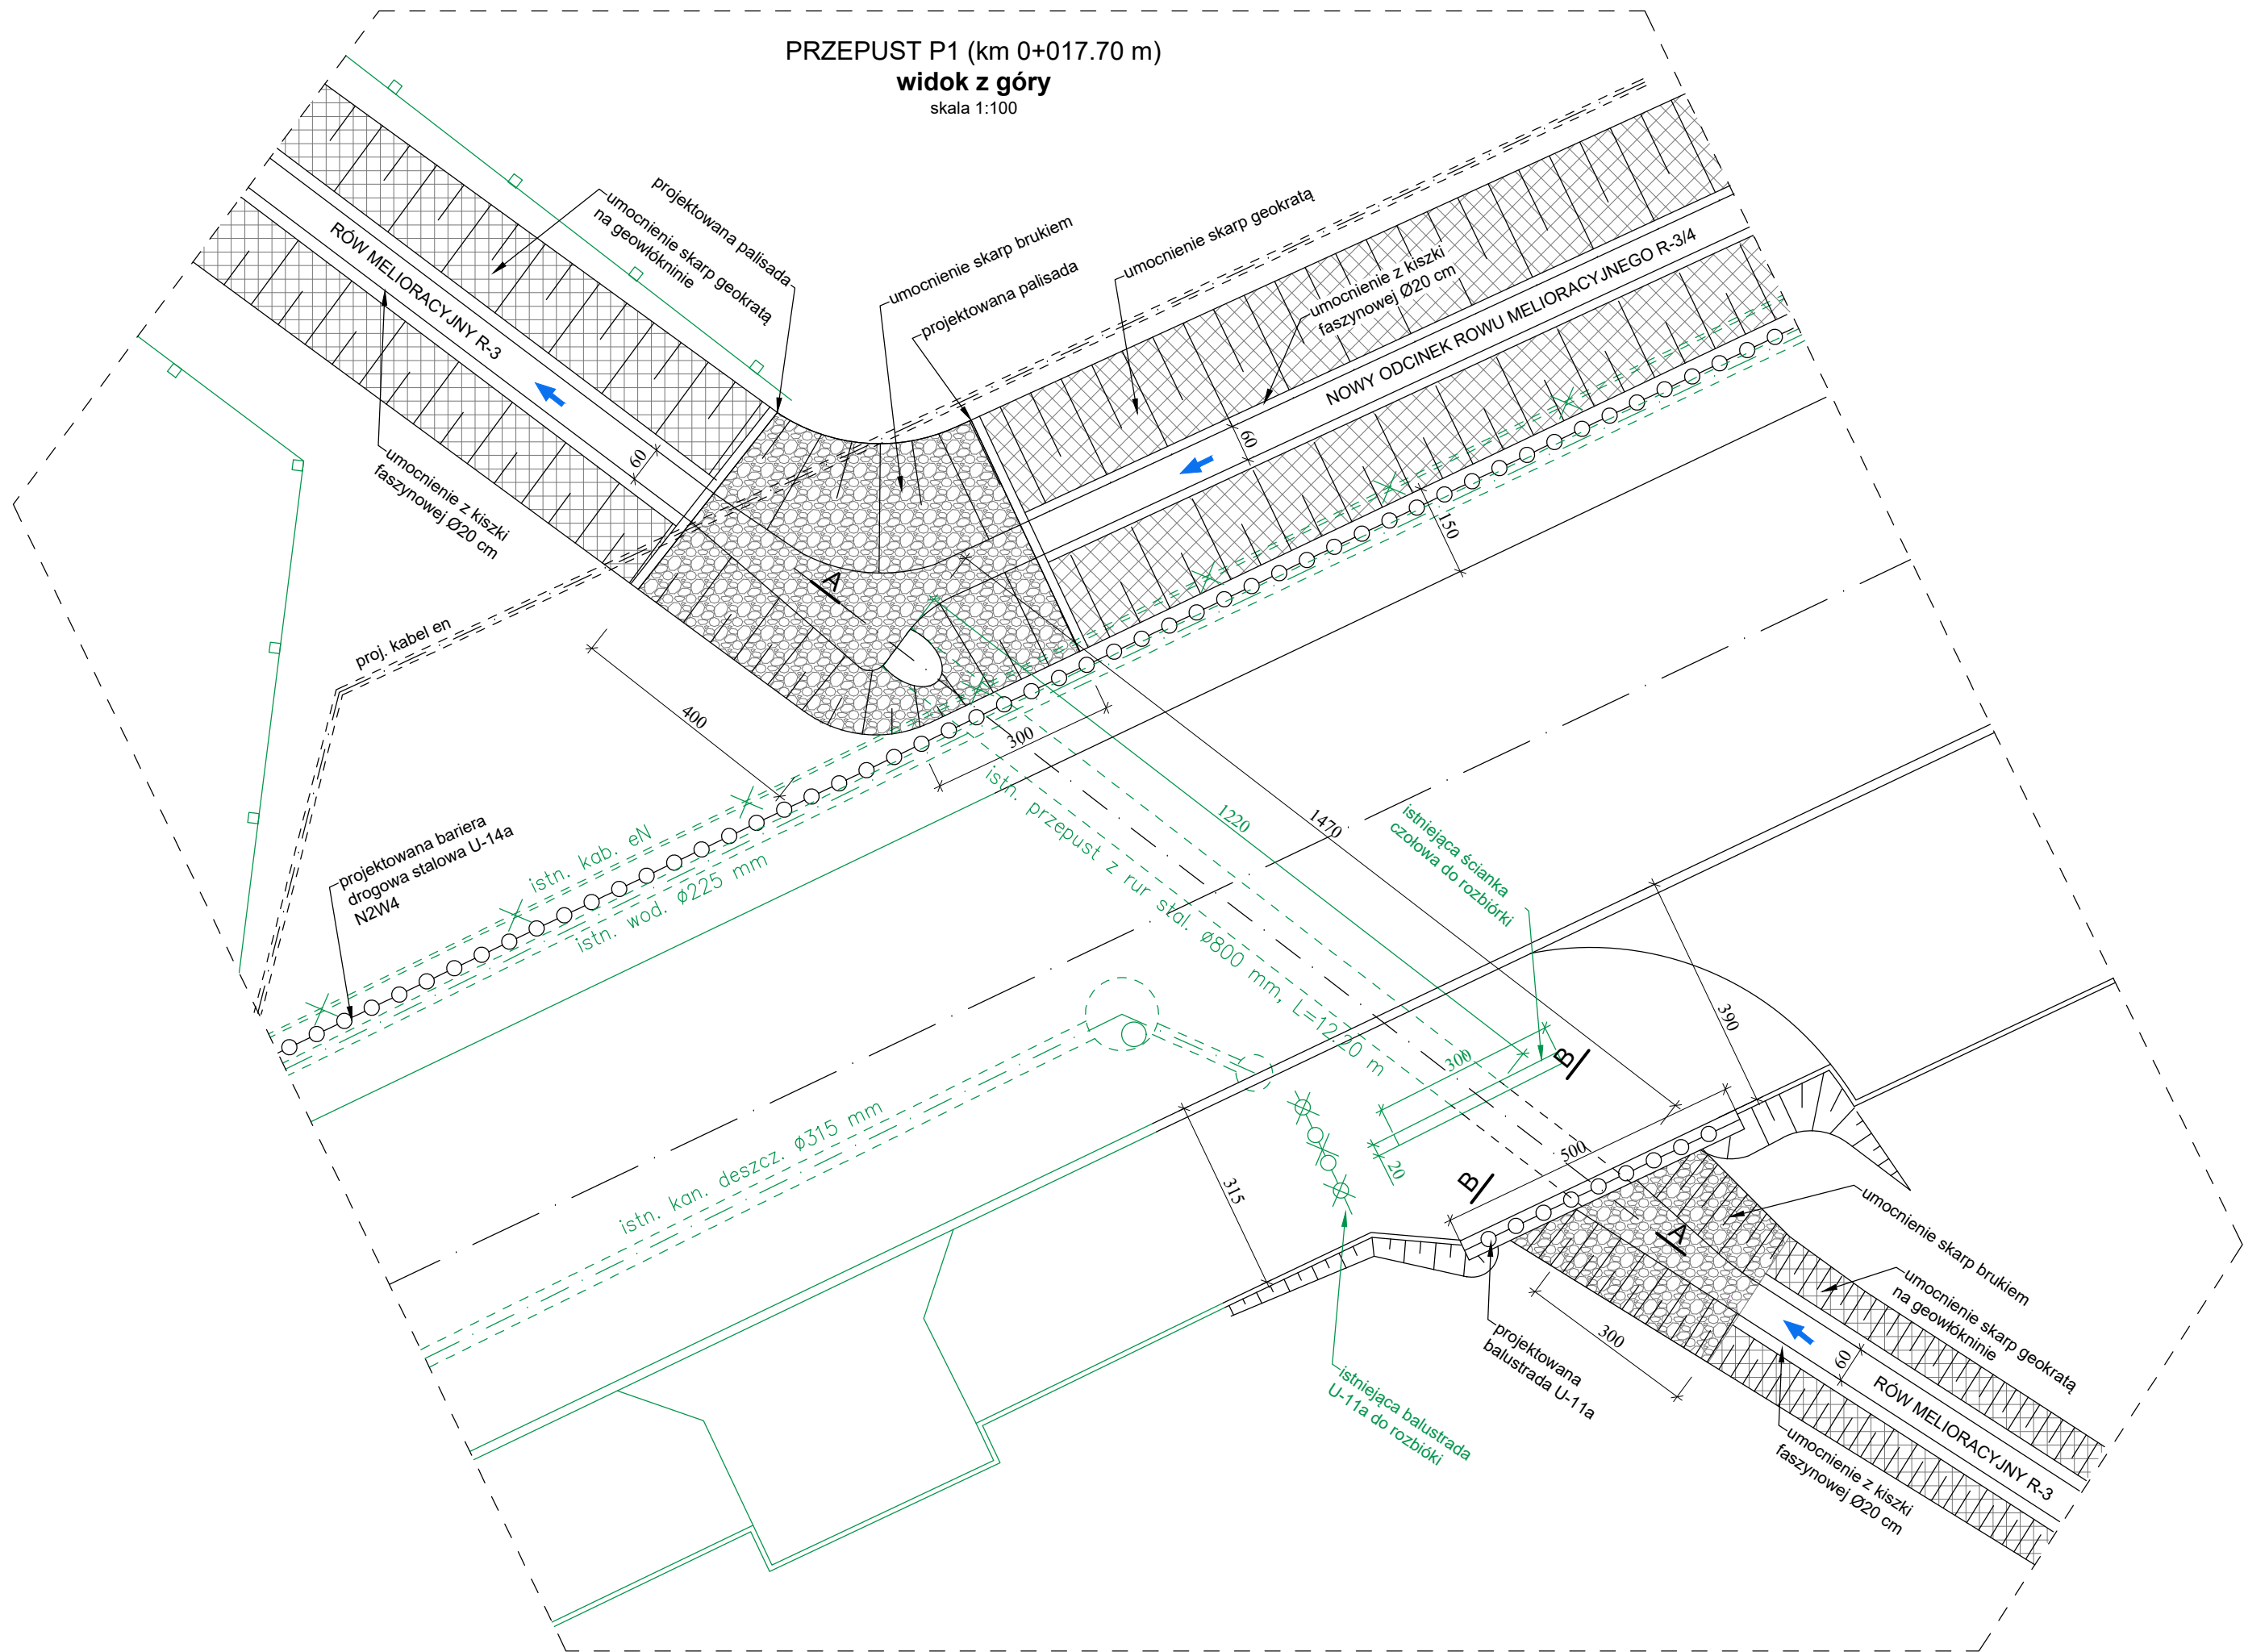 PRZEPUST P1 (km 0+017.70 m)
widok z góry
skala 1:100
projektowana palisada
umocnienie skarp geokratą
na geowłókninie
RÓW MELIORACYJNY R-3
umocnienie skarp brukiem
projektowana palisada
umocnienie skarp geokratą
umocnienie z kiszki
faszynowej Ø20 cm
NOWY ODCINEK ROWU MELIORACYJNEGO R-3/4
60
60
150
umocnienie z kiszki
faszynowej Ø20 cm
A
proj. kabel en
400
300
istn. przepust z rur stal. ø800 mm, L=12.20 m
1220
1470
istniejąca ścianka
czołowa do rozbiórki
projektowana bariera
drogowa stalowa U-14a
N2W4
istn. kab. eN
istn. wod. ø225 mm
390
300
B
20
500
B
315
istn. kan. deszcz. ø315 mm
A
umocnienie skarp brukiem
umocnienie skarp geokratą
na geowłókninie
300
60
RÓW MELIORACYJNY R-3
projektowana
balustrada U-11a
istniejąca balustrada
U-11a do rozbióki
umocnienie z kiszki
faszynowej Ø20 cm